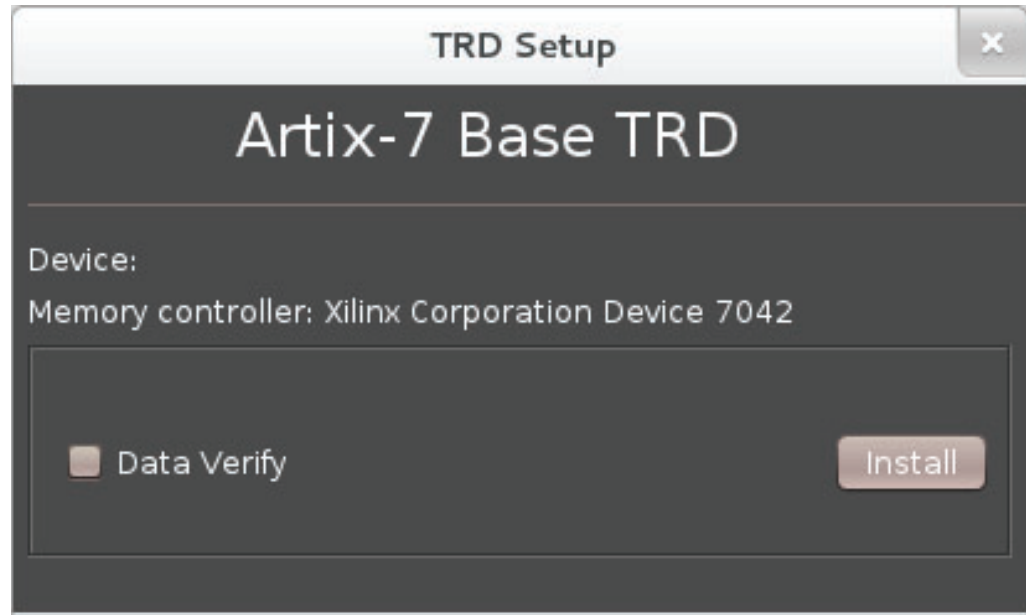 TRD Setup
Artix-7 Base TRD
Device:
Memory controller: Xilinx Corporation Device 7042
Data Verify
Install